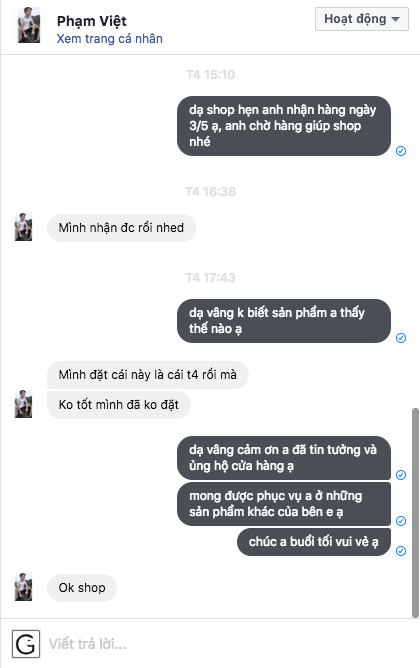 Phạm Việt
Hoạt động
Xem trang cá nhân
T4 15:10
dạ shop hẹn anh nhận hàng ngày
3/5 ạ, anh chờ hàng giúp shop
nhé
T4 16:38
Mình nhận đc rồi nhed
T4 17:43
dạ vâng k biết sản phẩm a thấy
thế nào ạ
Mình đặt cái này là cái t4 rồi mà
Ko tốt mình đã ko đặt
dạ vâng cảm ơn a đã tin tưởng và
ủng hộ cửa hàng ạ
mong được phục vụ a ở những
sản phẩm khác của bên e ạ
chúc a buổi tối vui vẻ ạ
Ok shop
G
Viết trả lời...